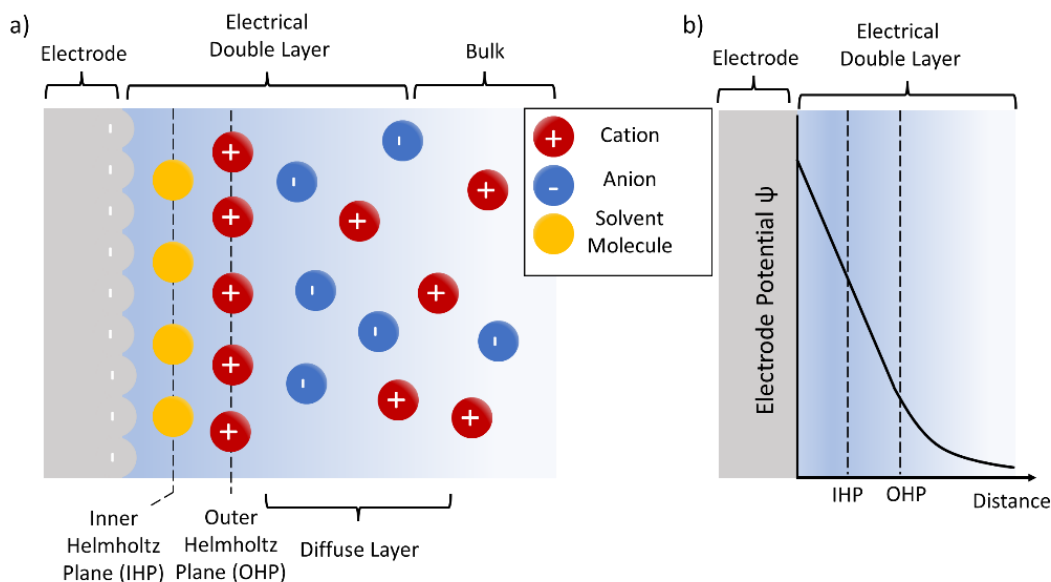 a)
Electrode
Electrical
Double Layer
Bulk
+
Cation
-
Anion
Solvent
Molecule
Inner
Helmholtz
Plane (IHP)
Outer
Helmholtz
Plane (OHP)
Diffuse Layer
b)
Electrode
Electrical
Double Layer
Electrode Potential ψ
IHP
OHP
Distance